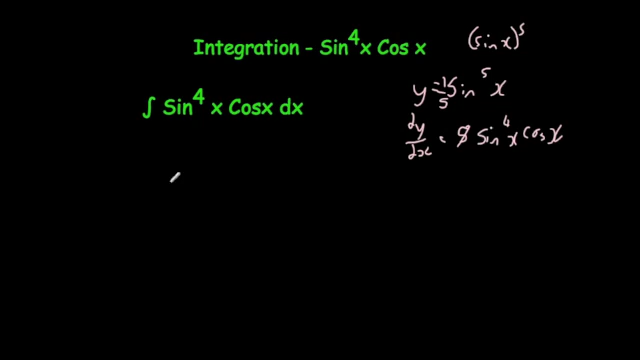 Integration - Sin⁴x Cos x
(sin x)⁵
∫ Sin⁴ x Cosx dx
y = 1/5 Sin⁵ x
dy/dx = 5 sin⁴ x cos x